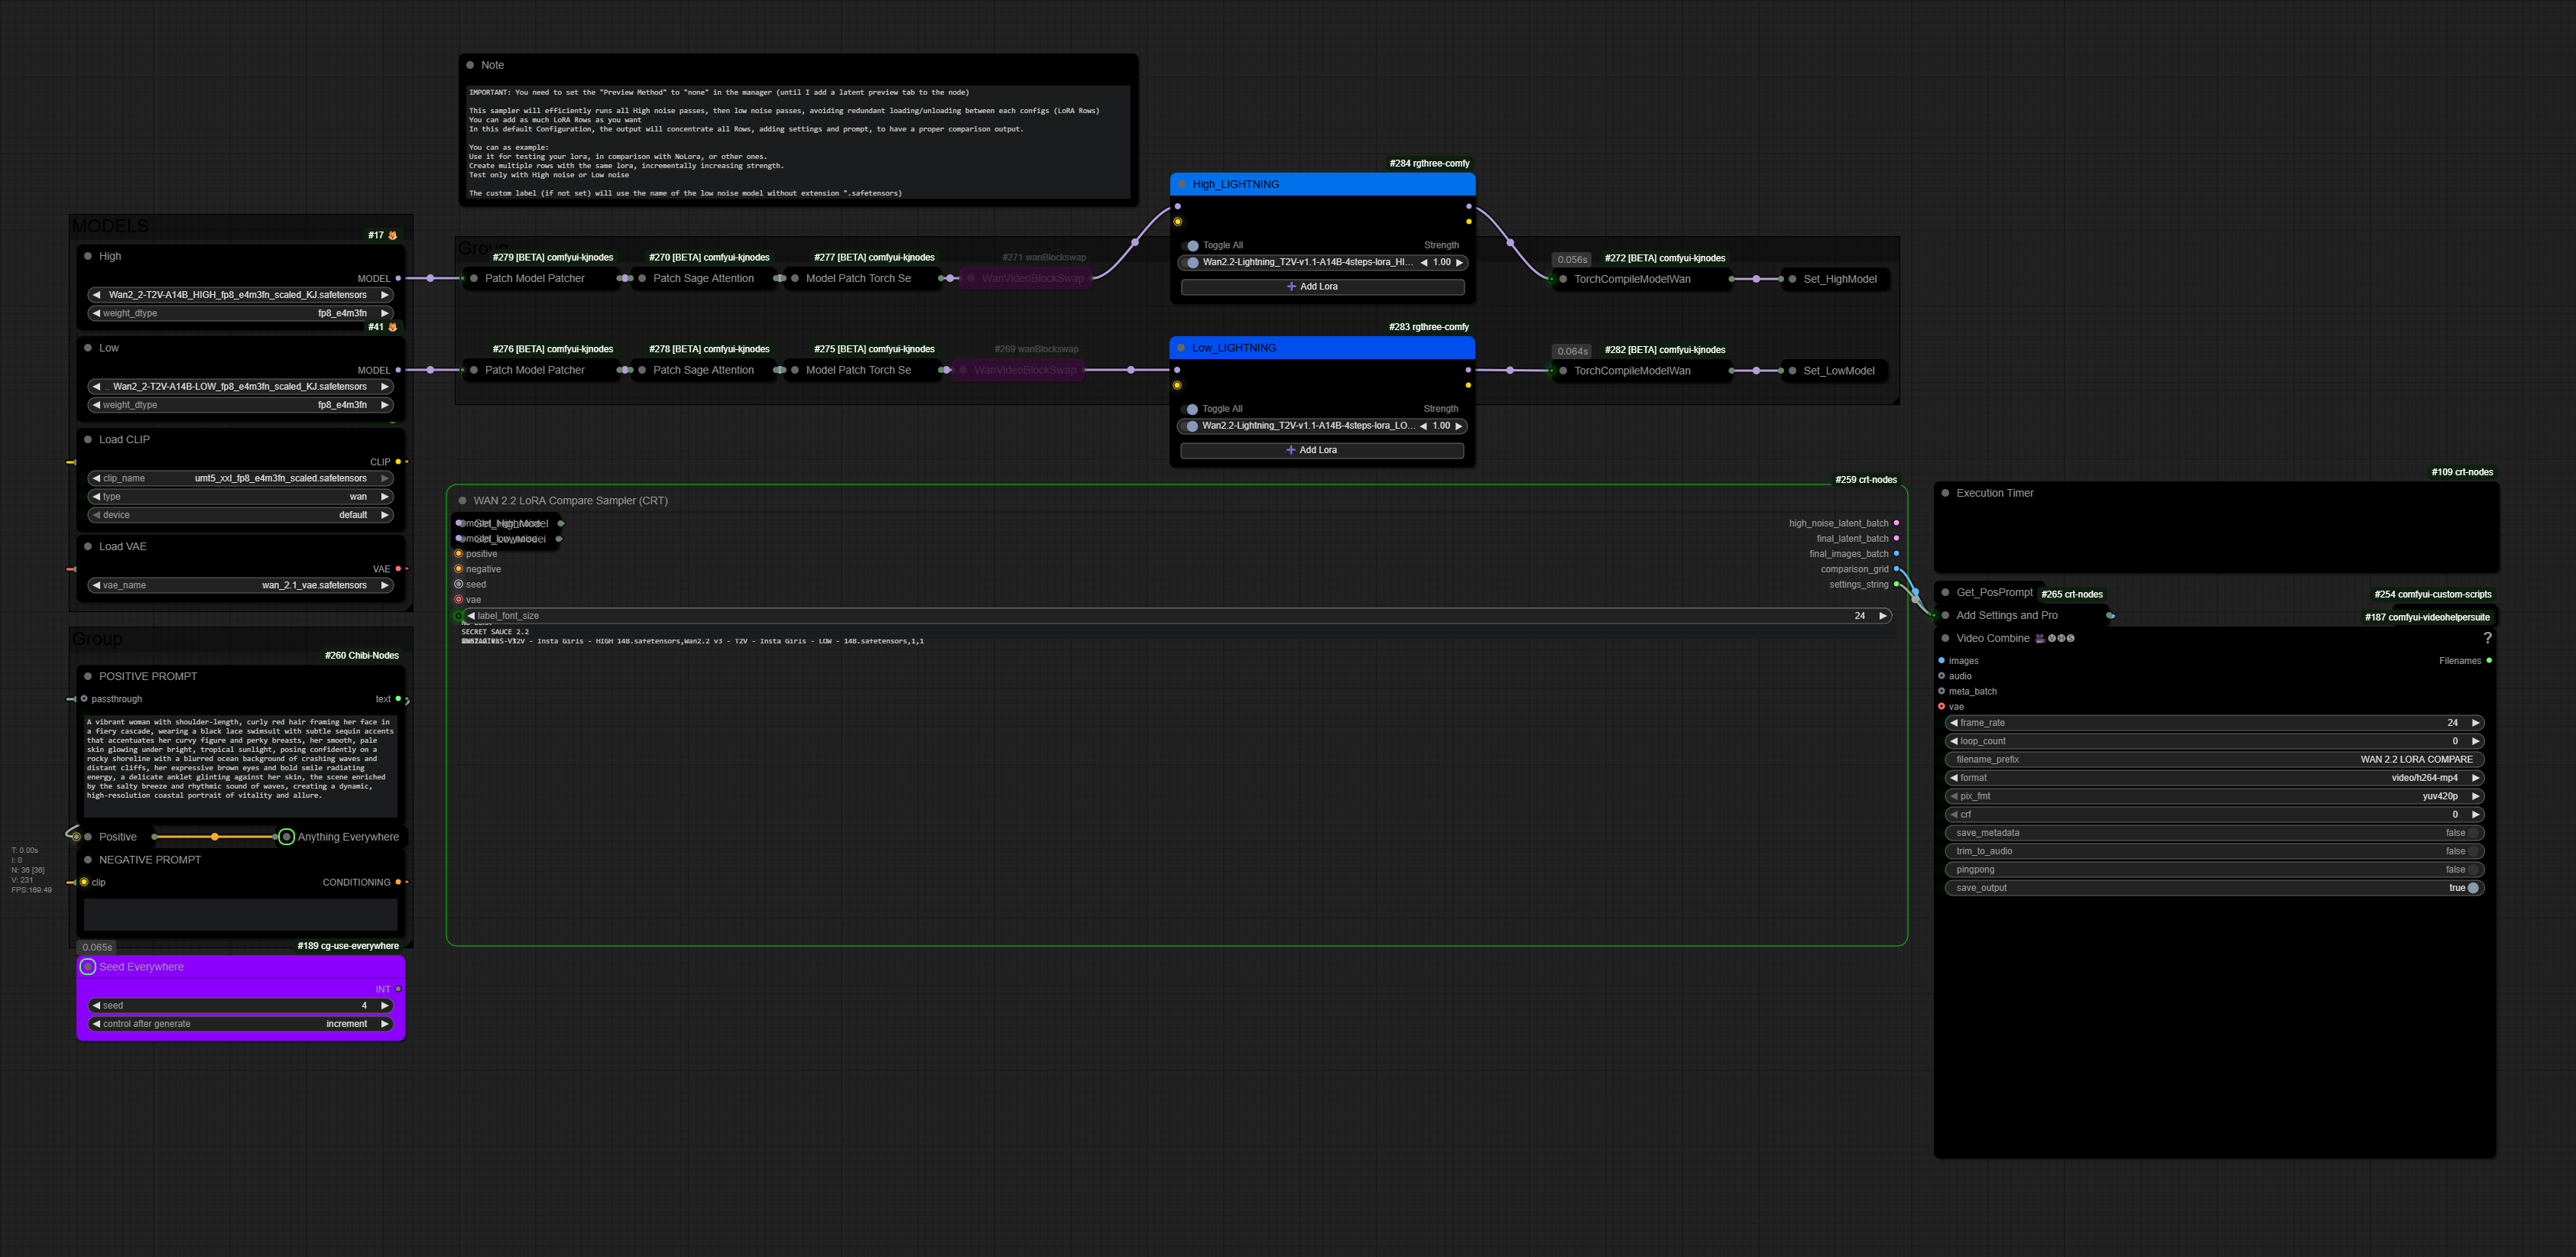 Note
IMPORTANT: You need to set the "Preview Method" to "none" in the manager (until I add a latent preview tab to the node)
This sampler will efficiently runs all High noise passes, then low noise passes, avoiding redundant loading/unloading between each configs (LoRA Rows)
You can add as much LoRA Rows as you want
In this default Configuration, the output will concentrate all Rows, adding settings and prompt, to have a proper comparison output.
You can as example:
Use it for testing your lora, in comparison with NoLora, or other ones.
Create multiple rows with the same lora, incrementally increasing strength.
Test only with High noise or Low noise
The custom label (if not set) will use the name of the low noise model without extension ".safetensors)
MODELS
#17
High
MODEL
Wan2_2-T2V-A14B_HIGH_fp8_e4m3fn_scaled_KJ.safetensors
weight_dtype fp8_e4m3fn
#41
Low
MODEL
... Wan2_2-T2V-A14B-LOW_fp8_e4m3fn_scaled_KJ.safetensors
weight_dtype fp8_e4m3fn
Load CLIP
CLIP
clip_name umt5_xxl_fp8_e4m3fn_scaled.safetensors
type wan
device default
Load VAE
VAE
vae_name wan_2.1_vae.safetensors
Group
#279 [BETA] comfyui-kjnodes
Patch Model Patcher
#270 [BETA] comfyui-kjnodes
Patch Sage Attention
#277 [BETA] comfyui-kjnodes
Model Patch Torch Se
#271 wanBlockswap
WanVideoBlockSwap
#284 rgthree-comfy
High_LIGHTNING
Toggle All Strength
Wan2.2-Lightning_T2V-v1.1-A14B-4steps-lora_HI... 1.00
+ Add Lora
0.056s
#272 [BETA] comfyui-kjnodes
TorchCompileModelWan
Set_HighModel
#276 [BETA] comfyui-kjnodes
Patch Model Patcher
#278 [BETA] comfyui-kjnodes
Patch Sage Attention
#275 [BETA] comfyui-kjnodes
Model Patch Torch Se
#269 wanBlockswap
WanVideoBlockSwap
#283 rgthree-comfy
Low_LIGHTNING
Toggle All Strength
Wan2.2-Lightning_T2V-v1.1-A14B-4steps-lora_LO... 1.00
+ Add Lora
0.064s
#282 [BETA] comfyui-kjnodes
TorchCompileModelWan
Set_LowModel
Group
#260 Chibi-Nodes
POSITIVE PROMPT
passthrough text
A vibrant woman with shoulder-length, curly red hair framing her face in
a fiery cascade, wearing a black lace swimsuit with subtle sequin accents
that accentuates her curvy figure and perky breasts, her smooth, pale
skin glowing under bright, tropical sunlight, posing confidently on a
rocky shoreline with a blurred ocean background of crashing waves and
distant cliffs, her expressive brown eyes and bold smile radiating
energy, a delicate anklet glinting against her skin, the scene enriched
by the salty breeze and rhythmic sound of waves, creating a dynamic,
high-resolution coastal portrait of vitality and allure.
Positive
Anything Everywhere
NEGATIVE PROMPT
clip CONDITIONING
T: 0.00s
I: 0
N: 36 [36]
V: 231
FPS:169.49
0.065s
#189 cg-use-everywhere
Seed Everywhere
INT
seed 4
control after generate increment
#259 crt-nodes
WAN 2.2 LoRA Compare Sampler (CRT)
positive
negative
seed
vae
high_noise_latent_batch
final_latent_batch
final_images_batch
comparison_grid
settings_string
label_font_size 24
SECRET SAUCE 2.2
T2V - Insta Girls - HIGH 14B.safetensors,Wan2.2 v3 - T2V - Insta Girls - LOW - 14B.safetensors,1,1
#109 crt-nodes
Execution Timer
Get_PosPrompt
#265 crt-nodes
Add Settings and Pro
#254 comfyui-custom-scripts
#187 comfyui-videohelpersuite
Video Combine 🎥🅥🅗🅢
?
images Filenames
audio
meta_batch
vae
frame_rate 24
loop_count 0
filename_prefix WAN 2.2 LORA COMPARE
format video/h264-mp4
pix_fmt yuv420p
crf 0
save_metadata false
trim_to_audio false
pingpong false
save_output true